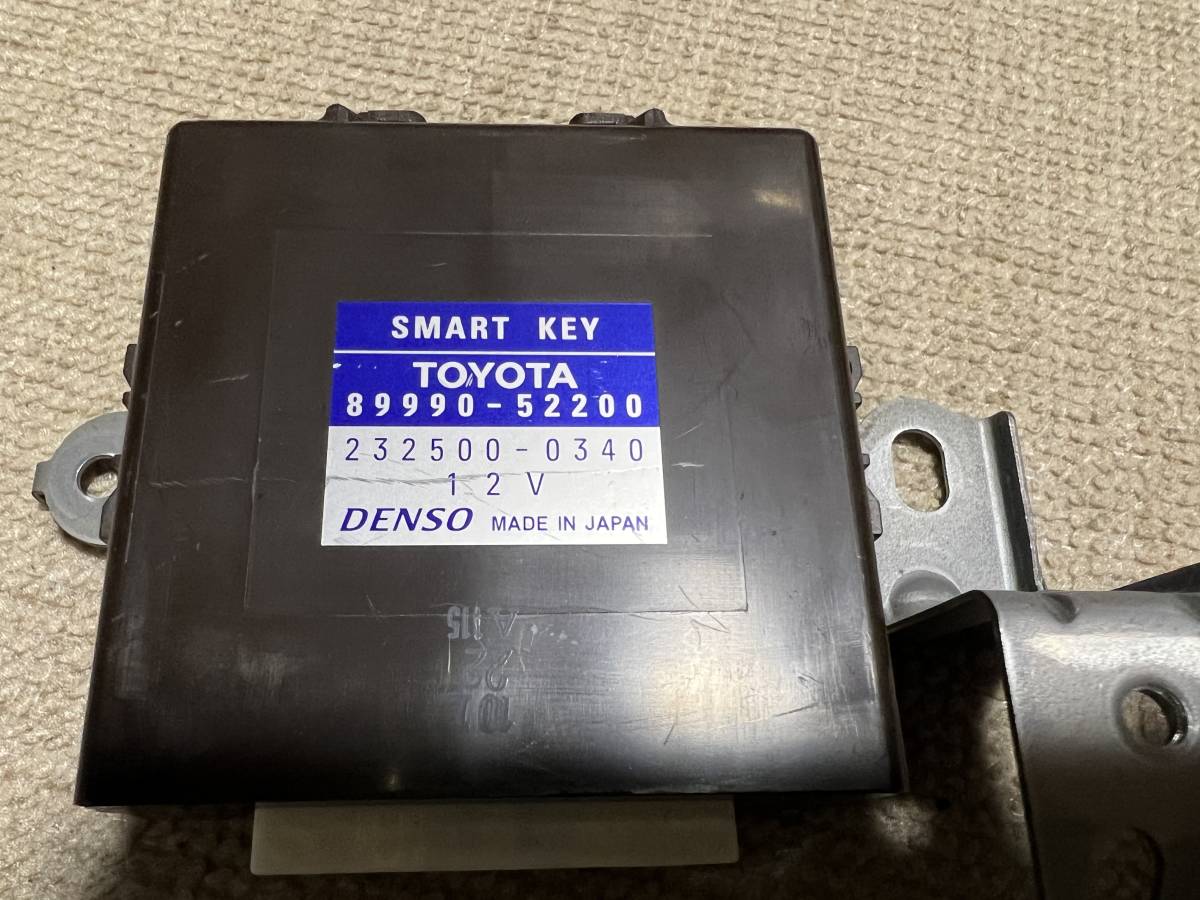 SMART KEY
TOYOTA
89990-52200
232500-0340
12V
DENSO MADE IN JAPAN